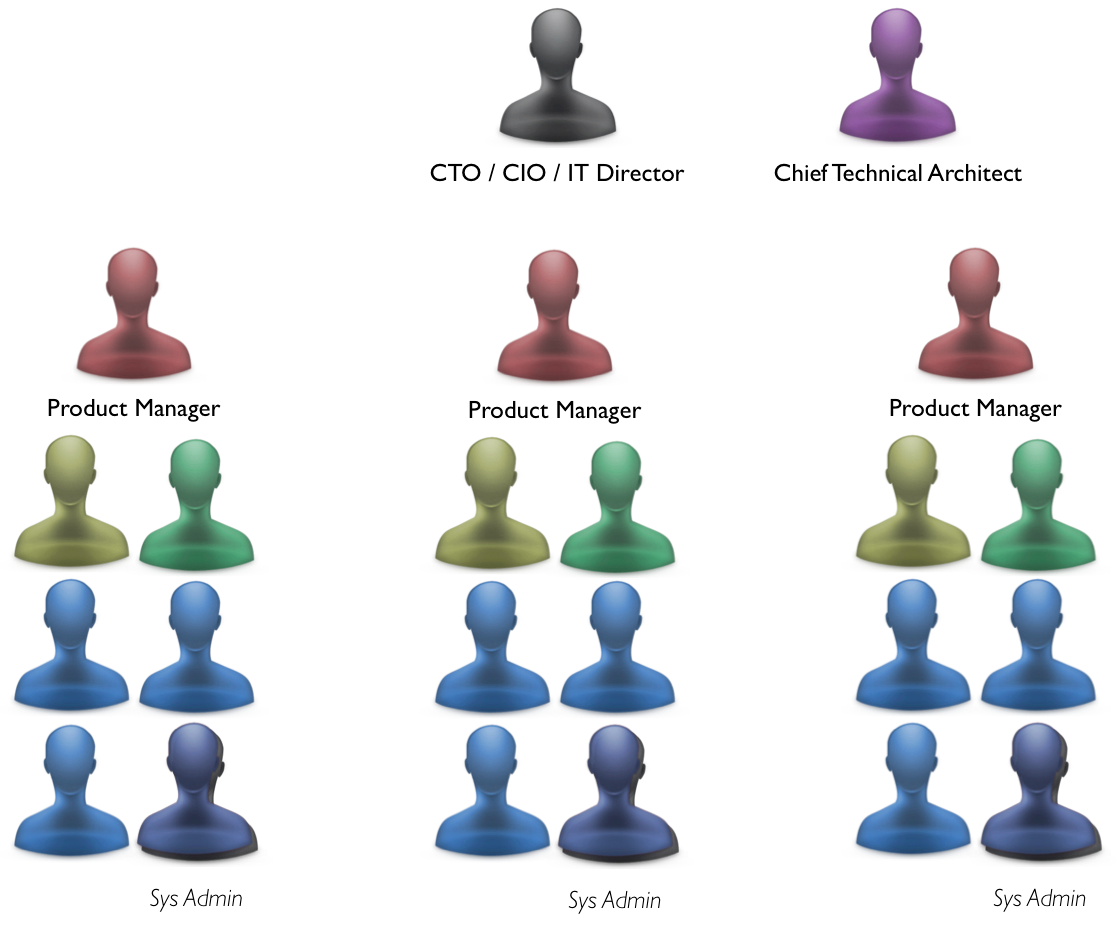 CTO / CIO / IT Director
Chief Technical Architect
Product Manager
Product Manager
Product Manager
Sys Admin
Sys Admin
Sys Admin